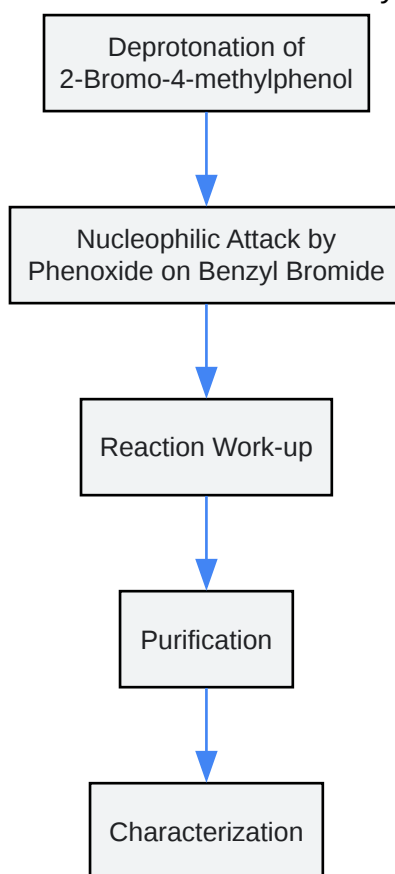 Deprotonation of
2-Bromo-4-methylphenol
Nucleophilic Attack by
Phenoxide on Benzyl Bromide
Reaction Work-up
Purification
Characterization